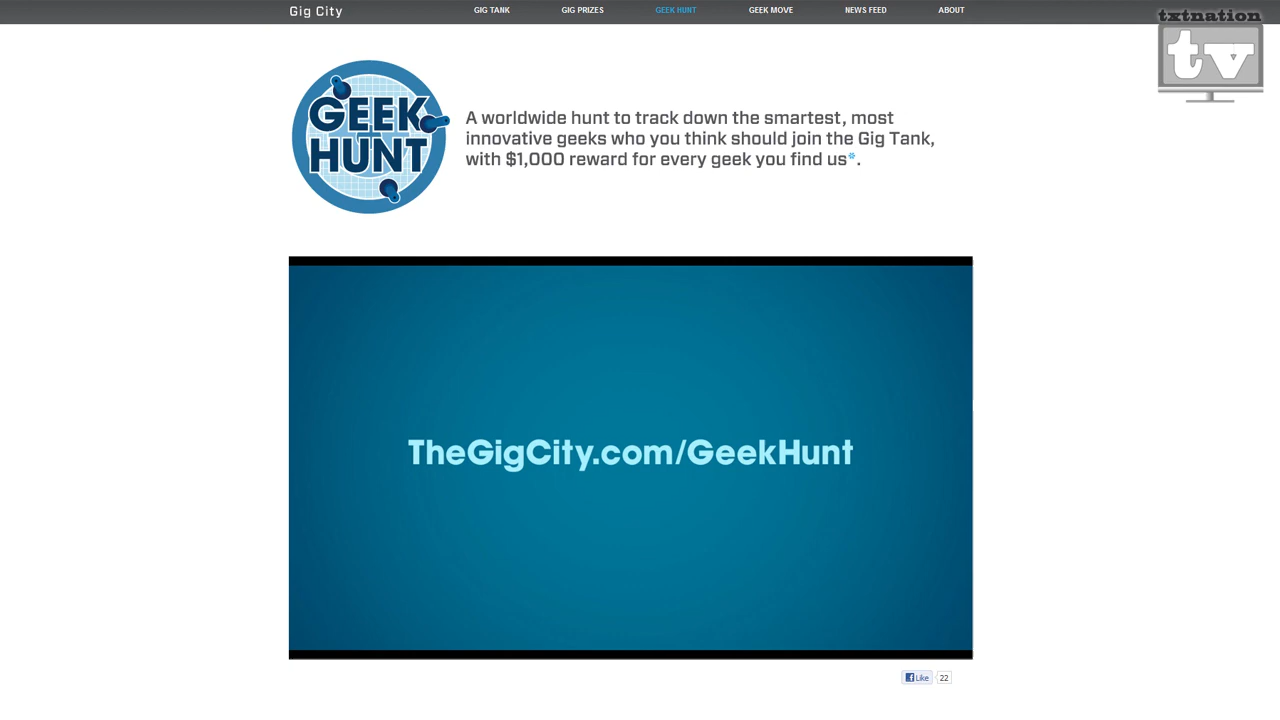 Gig City
GIG TANK GIG PRIZES GEEK HUNT GEEK MOVE NEWS FEED ABOUT
txtnation
tv
GEEK
HUNT
A worldwide hunt to track down the smartest, most
innovative geeks who you think should join the Gig Tank,
with $1,000 reward for every geek you find us*.
TheGigCity.com/GeekHunt
Like 22